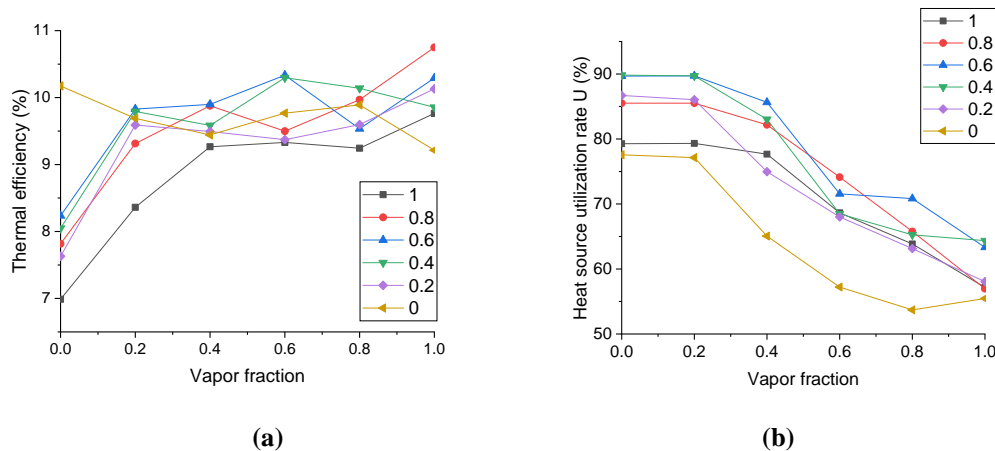 11
10
9
8
7
Thermal efficiency (%)
0.0 0.2 0.4 0.6 0.8 1.0
Vapor fraction
1
0.8
0.6
0.4
0.2
0
(a)
90
80
70
60
50
Heat source utilization rate U (%)
0.0 0.2 0.4 0.6 0.8 1.0
Vapor fraction
1
0.8
0.6
0.4
0.2
0
(b)